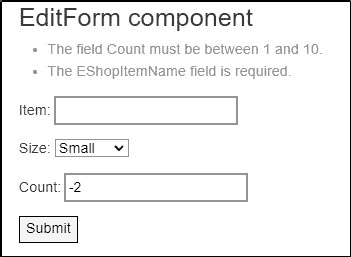 EditForm component
• The field Count must be between 1 and 10.
• The EShopItemName field is required.
Item:
Size: Small
Count: -2
Submit